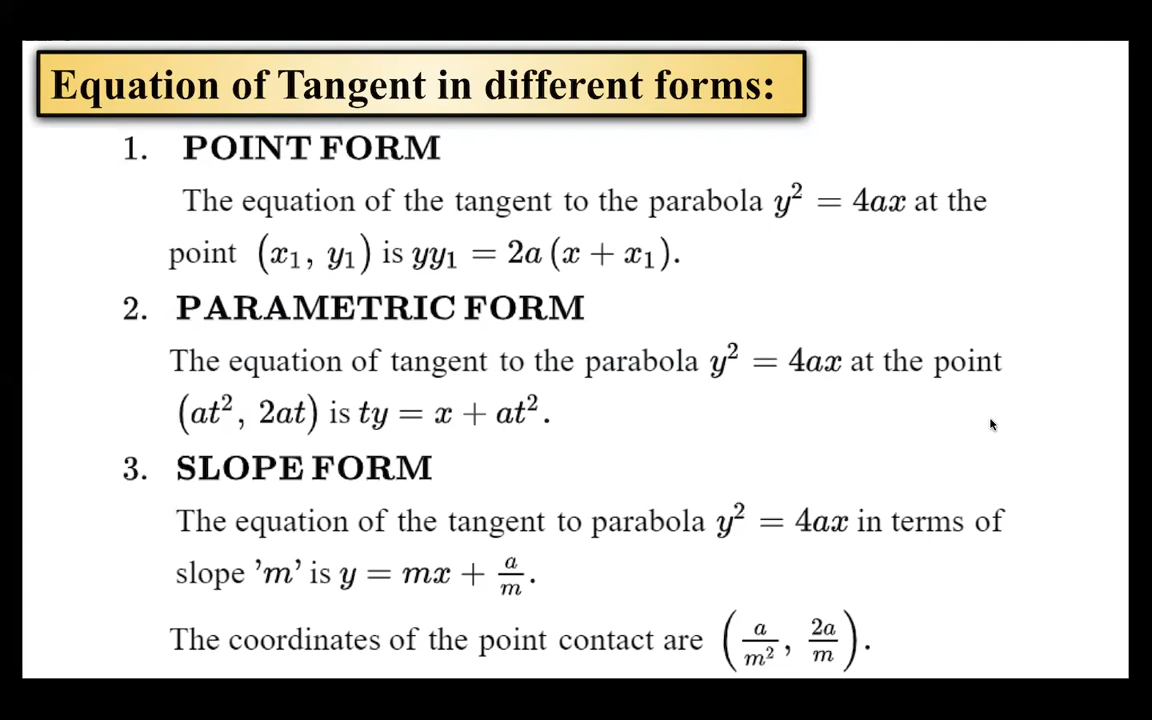 Equation of Tangent in different forms:
1. POINT FORM
The equation of the tangent to the parabola y² = 4ax at the
point (x₁, y₁) is yy₁ = 2a (x + x₁).
2. PARAMETRIC FORM
The equation of tangent to the parabola y² = 4ax at the point
(at², 2at) is ty = x + at².
3. SLOPE FORM
The equation of the tangent to parabola y² = 4ax in terms of
slope ’m’ is y = mx + a/m.
The coordinates of the point contact are (a/m², 2a/m).